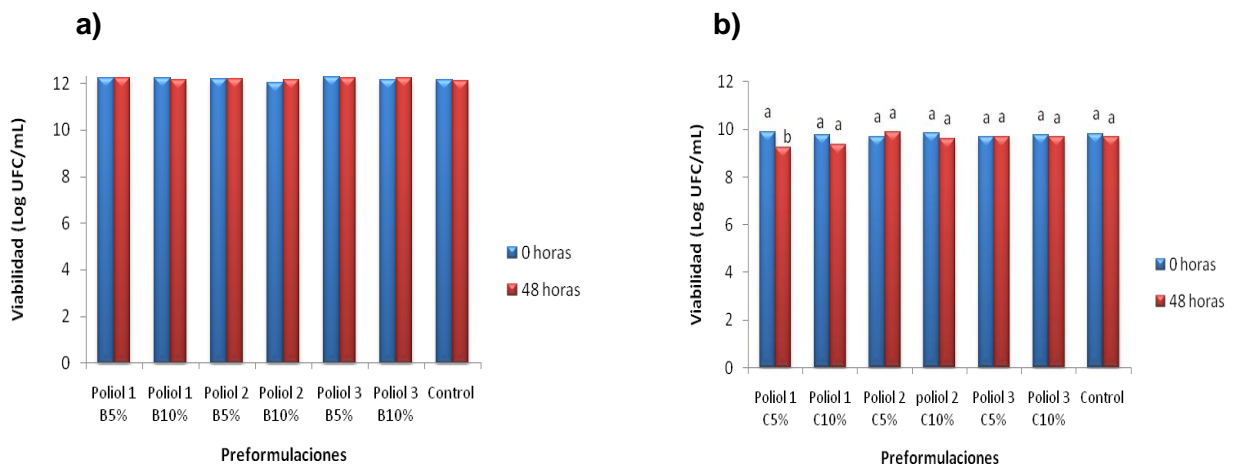 a)
Viabilidad (Log UFC/mL)
12
10
8
6
4
2
0
Poliol 1 Poliol 1 Poliol 2 Poliol 2 Poliol 3 Poliol 3 Control
B5% B10% B5% B10% B5% B10%
Preformulaciones
0 horas
48 horas
b)
Viabilidad (Log UFC/mL)
12
10
8
6
4
2
0
a b a a a a a a a a a a a a
Poliol 1 Poliol 1 Poliol 2 poliol 2 Poliol 3 Poliol 3 Control
C5% C10% C5% C10% C5% C10%
Preformulaciones
0 horas
48 horas